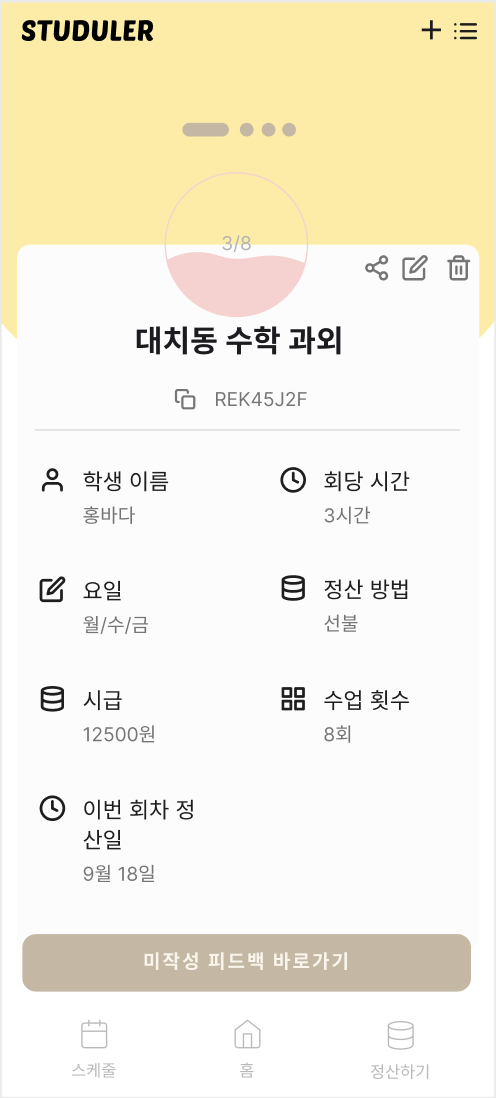 STUDULER
3/8
대치동 수학 과외
REK45J2F
학생 이름
홍바다
회당 시간
3시간
요일
월/수/금
정산 방법
선불
시급
12500원
수업 횟수
8회
이번 회차 정
산일
9월 18일
미작성 피드백 바로가기
스케줄
홈
정산하기